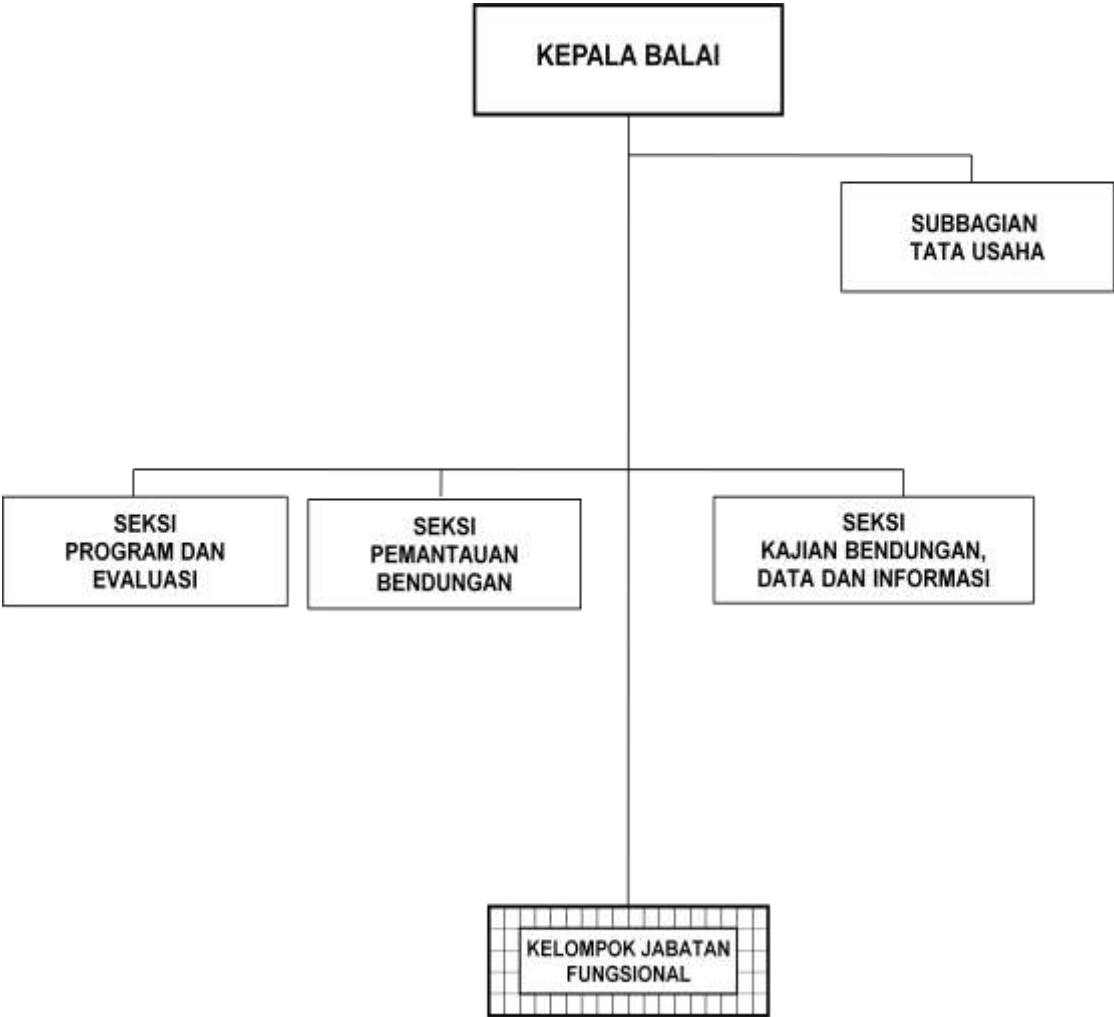 KEPALA BALAI
SUBBAGIAN
TATA USAHA
SEKSI
PROGRAM DAN
EVALUASI
SEKSI
PEMANTAUAN
BENDUNGAN
SEKSI
KAJIAN BENDUNGAN,
DATA DAN INFORMASI
KELOMPOK JABATAN
FUNGSIONAL